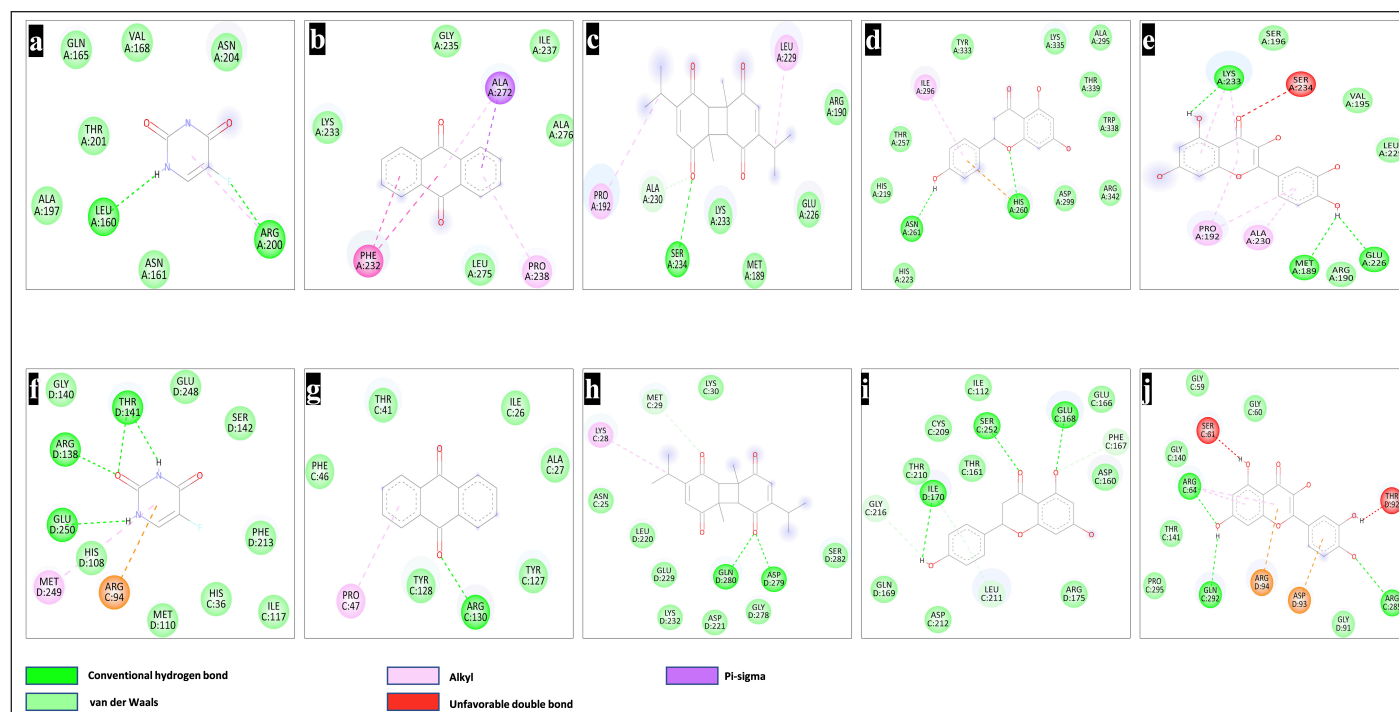 a
GLN
A:165
VAL
A:168
ASN
A:204
THR
A:201
ALA
A:197
LEU
A:160
ASN
A:161
ARG
A:200
O
N
O
N
H
b
GLY
A:235
ILE
A:237
ALA
A:272
LYS
A:233
ALA
A:276
PHE
A:232
LEU
A:275
PRO
A:238
O
O
c
LEU
A:229
ARG
A:190
PRO
A:192
ALA
A:230
LYS
A:233
GLU
A:226
SER
A:234
MET
A:189
O
O
O
O
d
TYR
A:333
LYS
A:335
ALA
A:295
ILE
A:296
THR
A:339
THR
A:257
TRP
A:338
HIS
A:219
ASN
A:261
HIS
A:260
ASP
A:299
ARG
A:342
HIS
A:223
O
O
O
O
O
H
e
SER
A:196
LYS
A:233
SER
A:234
VAL
A:195
LEU
A:229
PRO
A:192
ALA
A:230
MET
A:189
ARG
A:190
GLU
A:226
H
O
O
O
O
O
O
O
H
f
GLY
D:140
THR
D:141
GLU
D:248
SER
D:142
ARG
D:138
GLU
D:250
PHE
D:213
HIS
D:108
MET
D:249
ARG
C:94
HIS
C:36
ILE
C:117
MET
D:110
H
O
N
O
H
N
g
THR
C:41
ILE
C:26
PHE
C:46
ALA
C:27
TYR
C:127
TYR
C:128
PRO
C:47
ARG
C:130
O
O
h
LYS
C:30
MET
C:29
LYS
C:28
ASN
C:25
LEU
D:220
GLU
D:229
GLN
D:280
ASP
D:279
SER
D:282
LYS
D:232
ASP
D:221
GLY
D:278
O
O
O
O
i
ILE
C:112
GLU
C:166
SER
C:252
GLU
C:168
CYS
C:209
PHE
C:167
THR
C:210
THR
C:161
ASP
C:160
ILE
D:170
GLY
C:216
GLN
D:169
LEU
C:211
ARG
D:175
ASP
C:212
O
O
O
O
O
H
j
GLY
C:59
GLY
C:60
SER
C:61
GLY
C:140
ARG
C:64
THR
D:92
THR
C:141
PRO
C:295
GLN
C:292
ARG
D:94
ASP
D:93
ARG
C:285
GLY
D:91
O
H
O
O
O
O
H
O
O
H
Conventional hydrogen bond
Alkyl
Pi-sigma
van der Waals
Unfavorable double bond